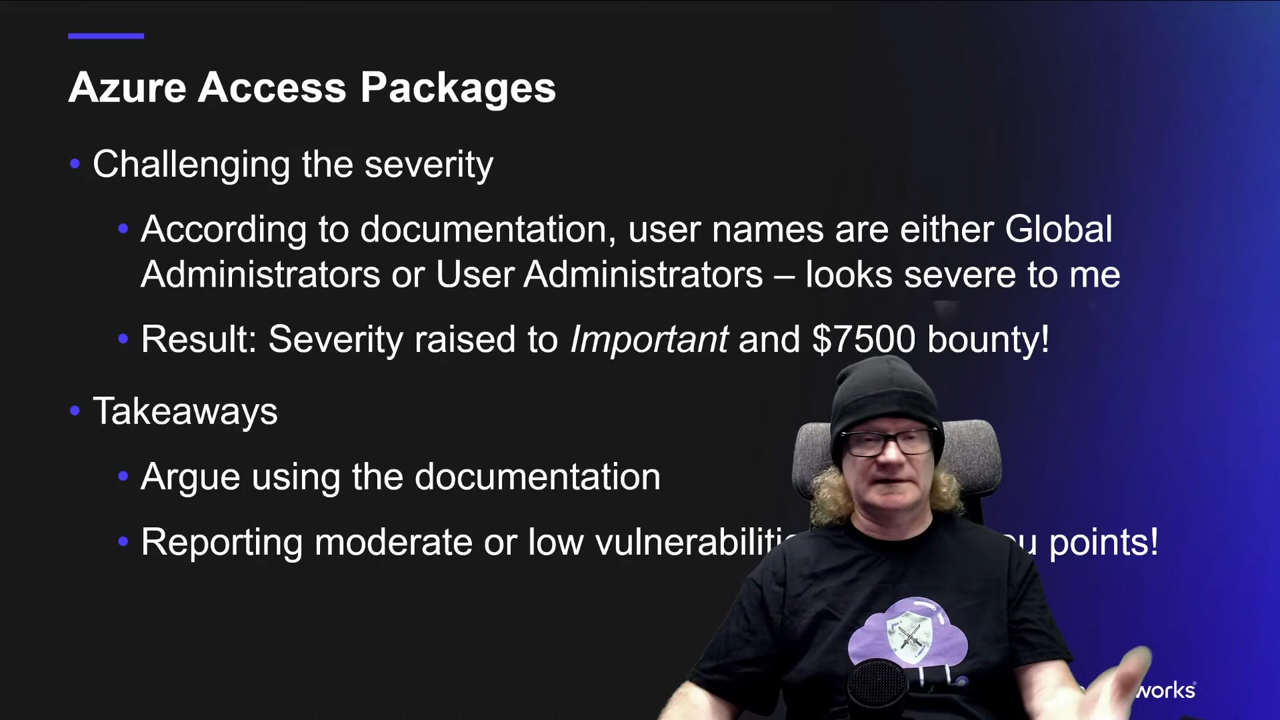 Azure Access Packages
• Challenging the severity
• According to documentation, user names are either Global
Administrators or User Administrators – looks severe to me
• Result: Severity raised to Important and $7500 bounty!
• Takeaways
• Argue using the documentation
• Reporting moderate or low points!